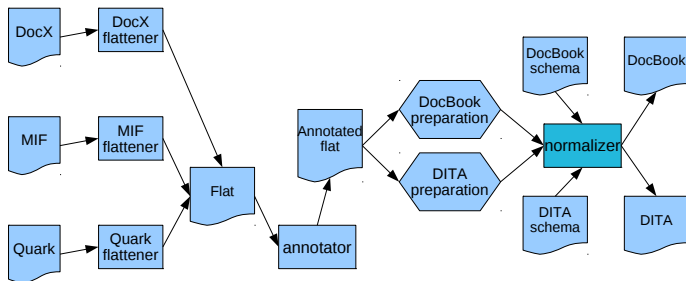 DocX
DocX
flattener
MIF
MIF
flattener
Quark
Quark
flattener
Flat
annotator
Annotated
flat
DocBook
preparation
DITA
preparation
DocBook
schema
normalizer
DITA
schema
DocBook
DITA